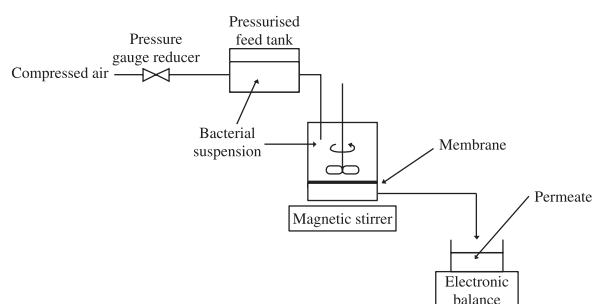 Pressurised
feed tank
Pressure
gauge reducer
Compressed air
Bacterial
suspension
Membrane
Magnetic stirrer
Permeate
Electronic
balance